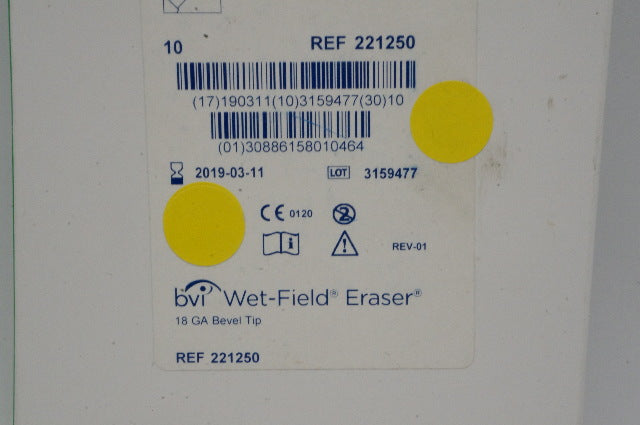 10 REF 221250
(17)190311(10)3159477(30)10
(01)30886158010464
2019-03-11 LOT 3159477
CE 0120 2
i ! REV-01
bvi Wet-Field® Eraser®
18 GA Bevel Tip
REF 221250